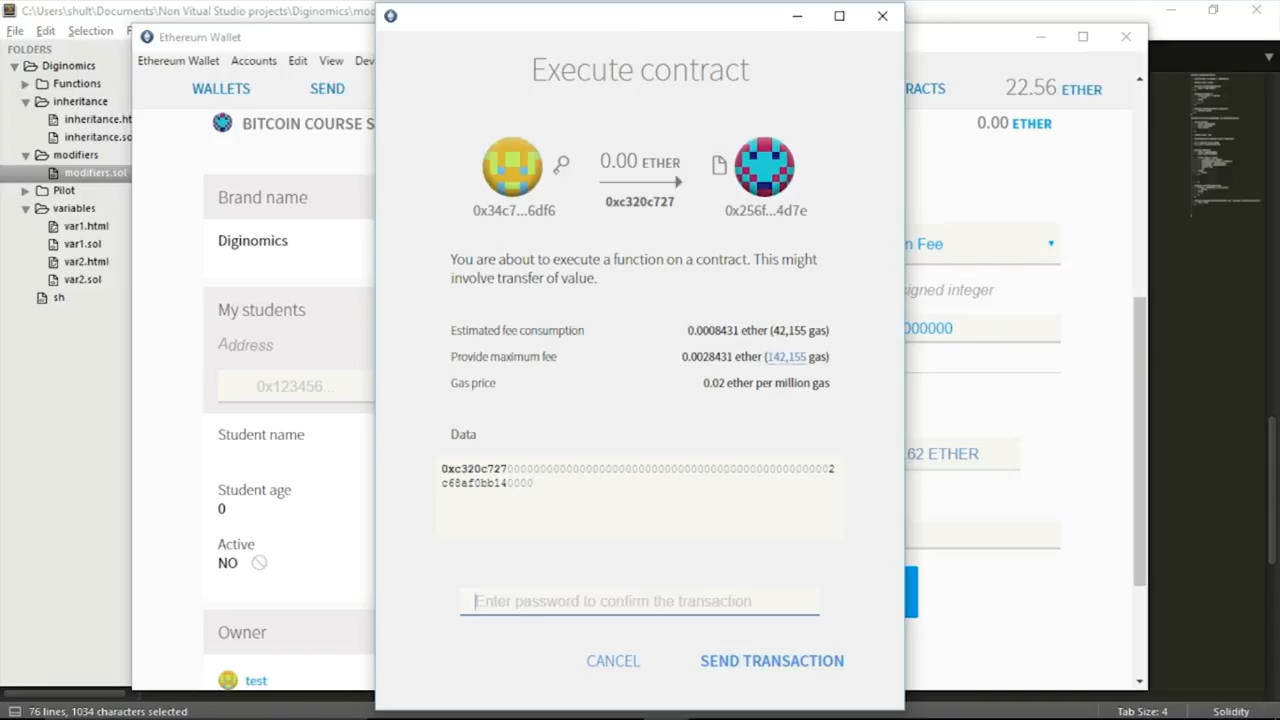 C:\Users\shult\Documents\Non Vitual Studio projects\Diginomics\mo
File Edit Selection
FOLDERS
Diginomics
Functions
inheritance
inheritance.ht
inheritance.so
modifiers
modifiers.sol
Pilot
variables
var1.html
var1.sol
var2.html
var2.sol
sh
Ethereum Wallet
Ethereum Wallet Accounts Edit View Dev
WALLETS SEND
RACTS 22.56 ETHER
BITCOIN COURSE S
0.00 ETHER
Brand name
Diginomics
My students
Address
0x123456...
Student name
Student age
0
Active
NO
Owner
test
Execute contract
0.00 ETHER
0xc320c727
0x34c7...6df6
0x256f...4d7e
You are about to execute a function on a contract. This might
involve transfer of value.
Estimated fee consumption 0.0008431 ether (42,155 gas)
Provide maximum fee 0.0028431 ether (142,155 gas)
Gas price 0.02 ether per million gas
Data
c68af0bb140000
Enter password to confirm the transaction
CANCEL SEND TRANSACTION
n Fee
signed integer
000000
62 ETHER
76 lines, 1034 characters selected
Tab Size: 4 Solidity